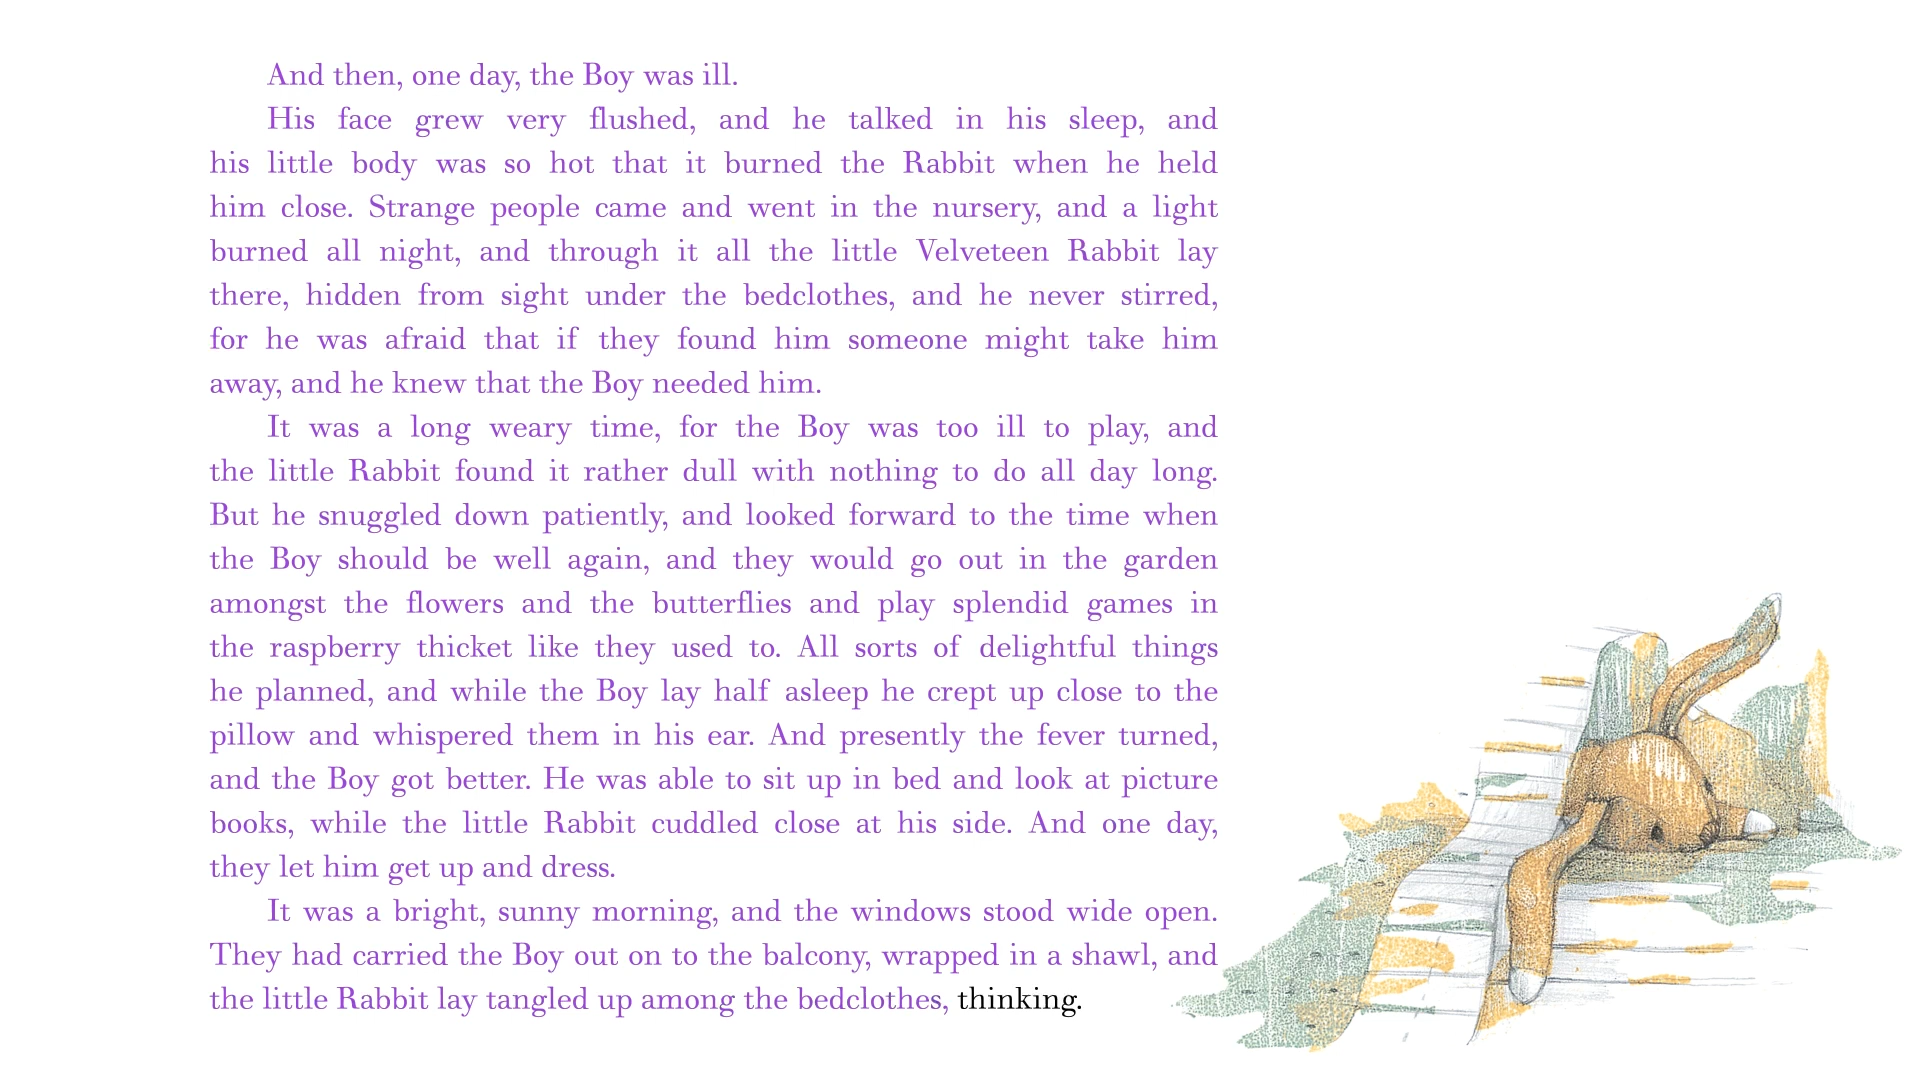 And then, one day, the Boy was ill.
His face grew very flushed, and he talked in his sleep, and
his little body was so hot that it burned the Rabbit when he held
him close. Strange people came and went in the nursery, and a light
burned all night, and through it all the little Velveteen Rabbit lay
there, hidden from sight under the bedclothes, and he never stirred,
for he was afraid that if they found him someone might take him
away, and he knew that the Boy needed him.
It was a long weary time, for the Boy was too ill to play, and
the little Rabbit found it rather dull with nothing to do all day long.
But he snuggled down patiently, and looked forward to the time when
the Boy should be well again, and they would go out in the garden
amongst the flowers and the butterflies and play splendid games in
the raspberry thicket like they used to. All sorts of delightful things
he planned, and while the Boy lay half asleep he crept up close to the
pillow and whispered them in his ear. And presently the fever turned,
and the Boy got better. He was able to sit up in bed and look at picture
books, while the little Rabbit cuddled close at his side. And one day,
they let him get up and dress.
It was a bright, sunny morning, and the windows stood wide open.
They had carried the Boy out on to the balcony, wrapped in a shawl, and
the little Rabbit lay tangled up among the bedclothes, thinking.